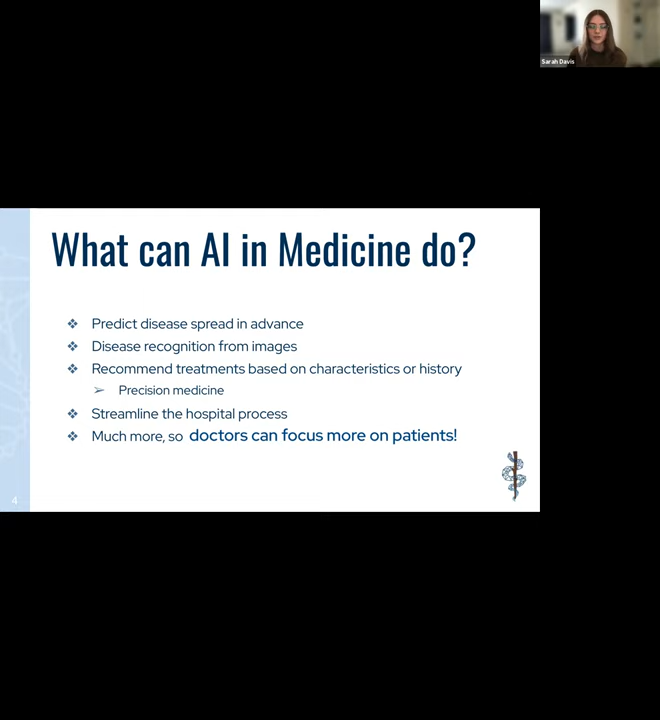 Sarah Davis
What can AI in Medicine do?
❖ Predict disease spread in advance
❖ Disease recognition from images
❖ Recommend treatments based on characteristics or history
➢ Precision medicine
❖ Streamline the hospital process
❖ Much more, so doctors can focus more on patients!
4